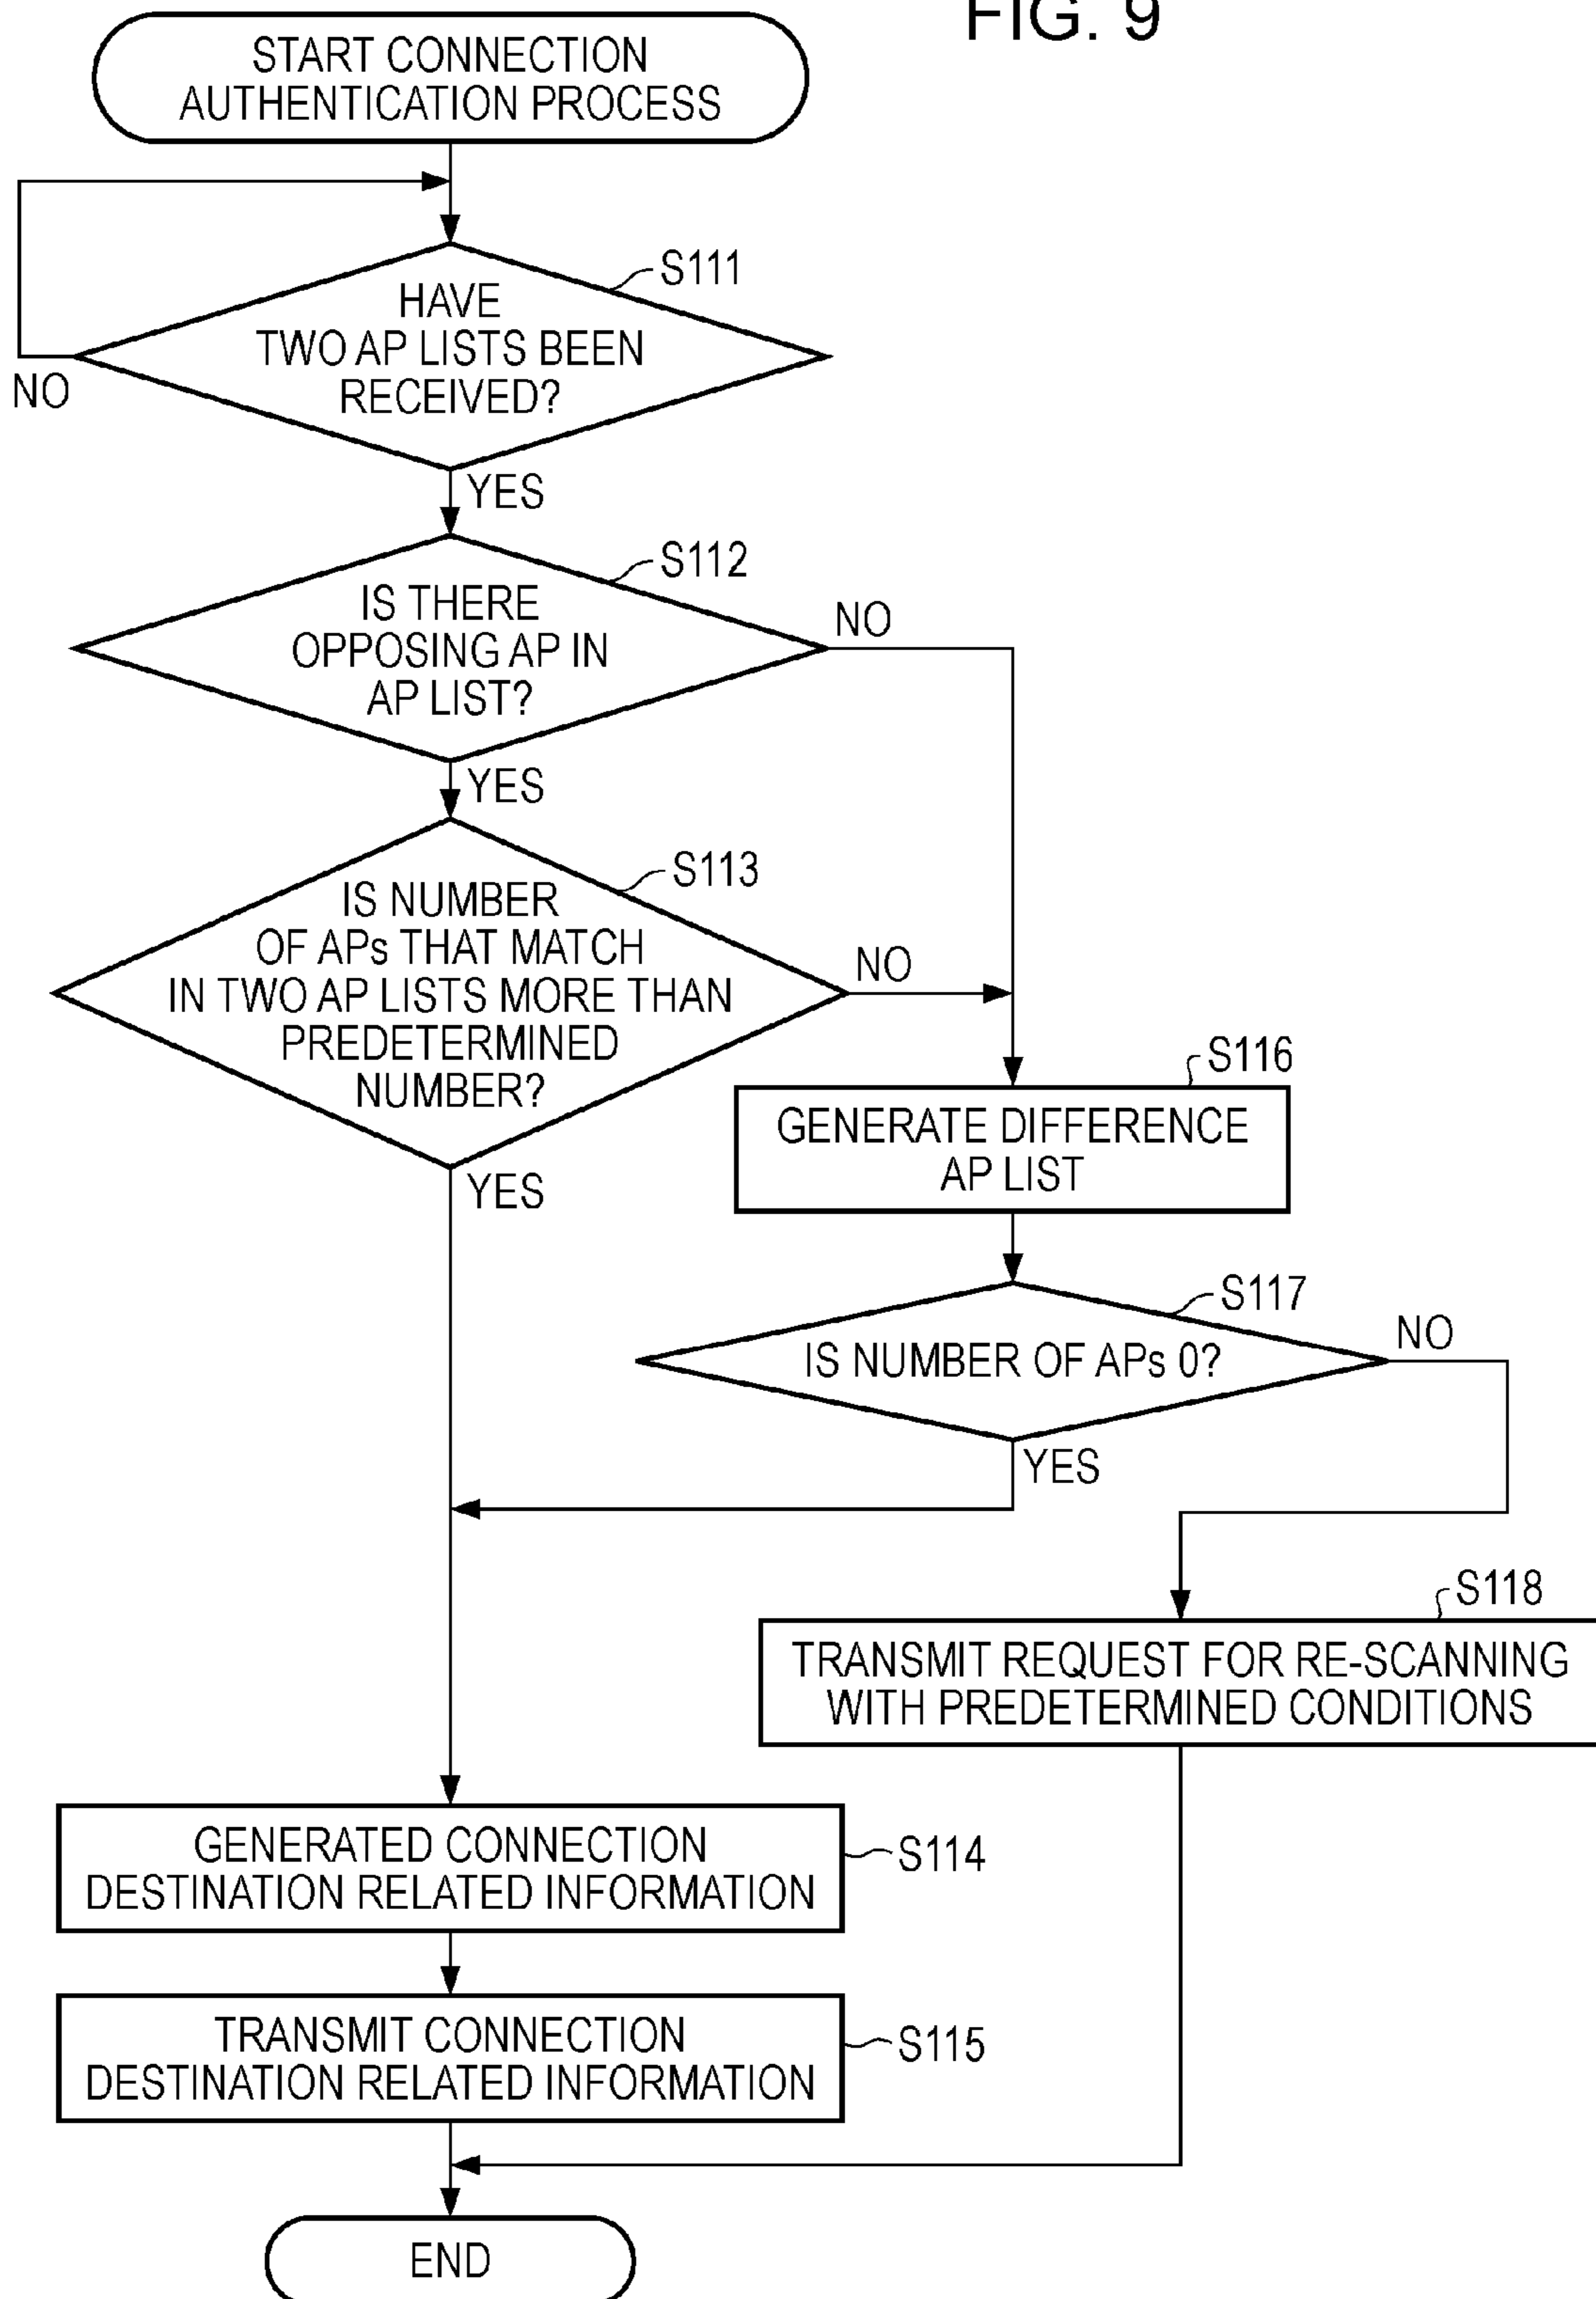 FIG. 9
START CONNECTION
AUTHENTICATION PROCESS
S111
HAVE
TWO AP LISTS BEEN
RECEIVED?
NO
YES
S112
IS THERE
OPPOSING AP IN
AP LIST?
NO
YES
S113
IS NUMBER
OF APs THAT MATCH
IN TWO AP LISTS MORE THAN
PREDETERMINED
NUMBER?
NO
YES
S116
GENERATE DIFFERENCE
AP LIST
S117
IS NUMBER OF APs 0?
NO
YES
S118
TRANSMIT REQUEST FOR RE-SCANNING
WITH PREDETERMINED CONDITIONS
GENERATED CONNECTION
DESTINATION RELATED INFORMATION
S114
TRANSMIT CONNECTION
DESTINATION RELATED INFORMATION
S115
END